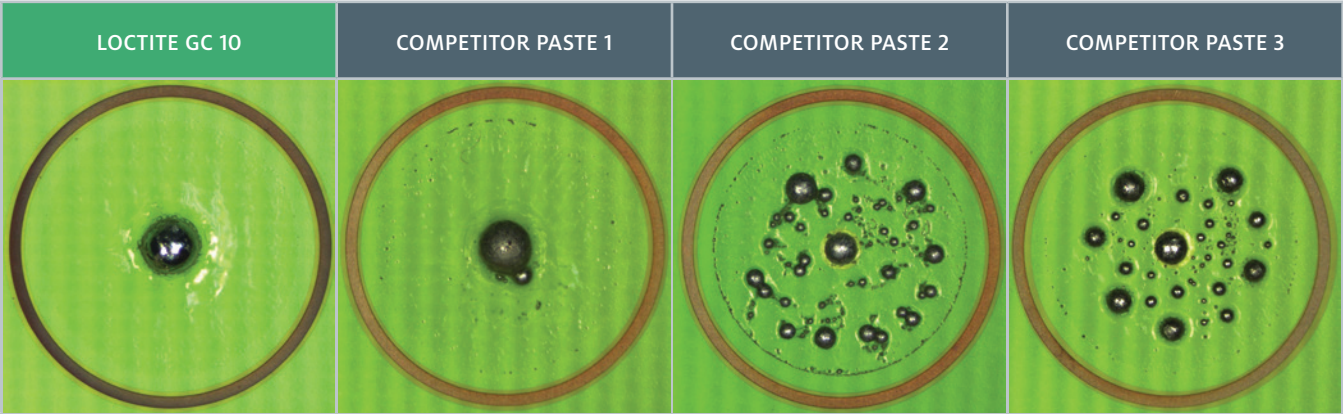 LOCTITE GC 10
COMPETITOR PASTE 1
COMPETITOR PASTE 2
COMPETITOR PASTE 3